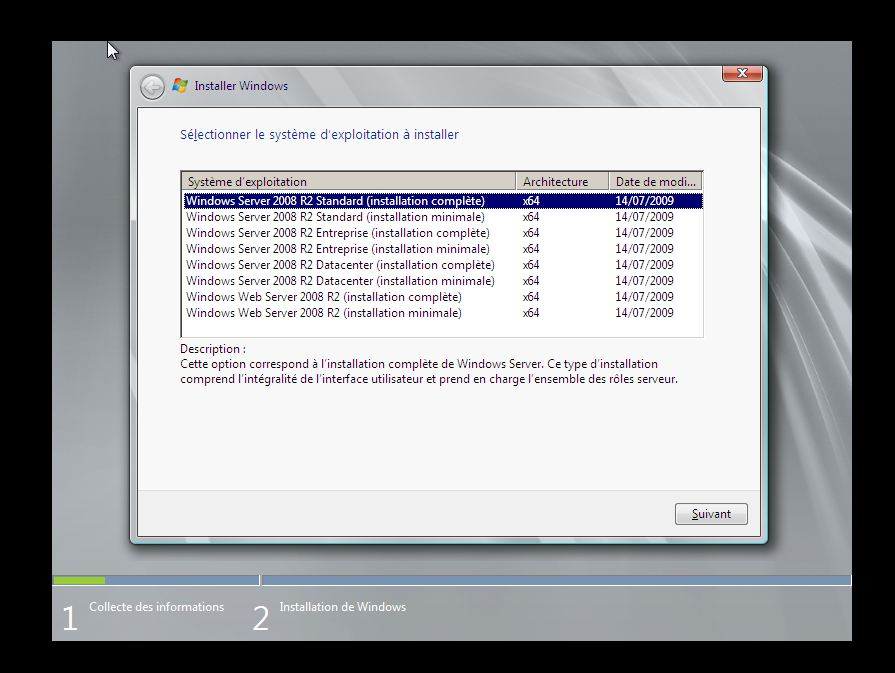 Installer Windows
Sélectionner le système d'exploitation à installer
Système d'exploitation Architecture Date de modi...
Windows Server 2008 R2 Standard (installation complète) x64 14/07/2009
Windows Server 2008 R2 Standard (installation minimale) x64 14/07/2009
Windows Server 2008 R2 Entreprise (installation complète) x64 14/07/2009
Windows Server 2008 R2 Entreprise (installation minimale) x64 14/07/2009
Windows Server 2008 R2 Datacenter (installation complète) x64 14/07/2009
Windows Server 2008 R2 Datacenter (installation minimale) x64 14/07/2009
Windows Web Server 2008 R2 (installation complète) x64 14/07/2009
Windows Web Server 2008 R2 (installation minimale) x64 14/07/2009
Description :
Cette option correspond à l'installation complète de Windows Server. Ce type d'installation
comprend l'intégralité de l'interface utilisateur et prend en charge l'ensemble des rôles serveur.
Suivant
1 Collecte des informations 2 Installation de Windows